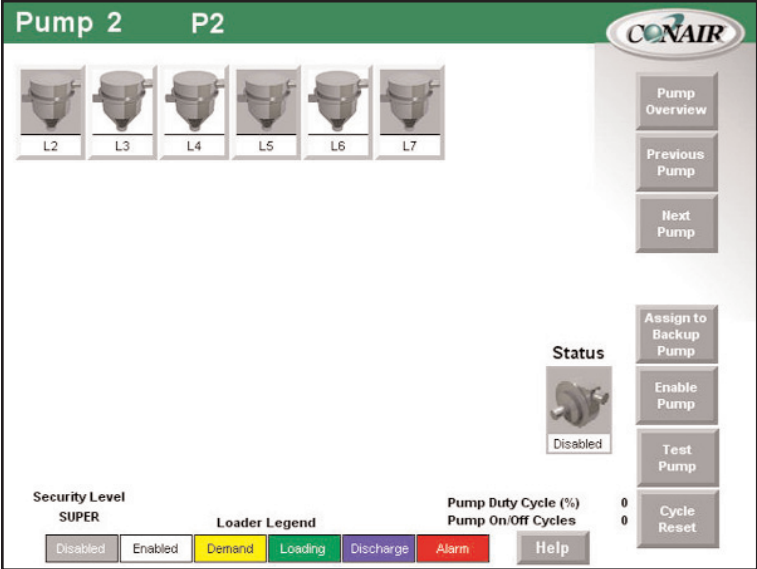 Pump 2 P2
CONAIR
L2 L3 L4 L5 L6 L7
Pump
Overview
Previous
Pump
Next
Pump
Assign to
Backup
Pump
Status
Disabled
Enable
Pump
Test
Pump
Cycle
Reset
Security Level
SUPER
Loader Legend
Pump Duty Cycle (%) 0
Pump On/Off Cycles 0
Disabled Enabled Demand Loading Discharge Alarm Help